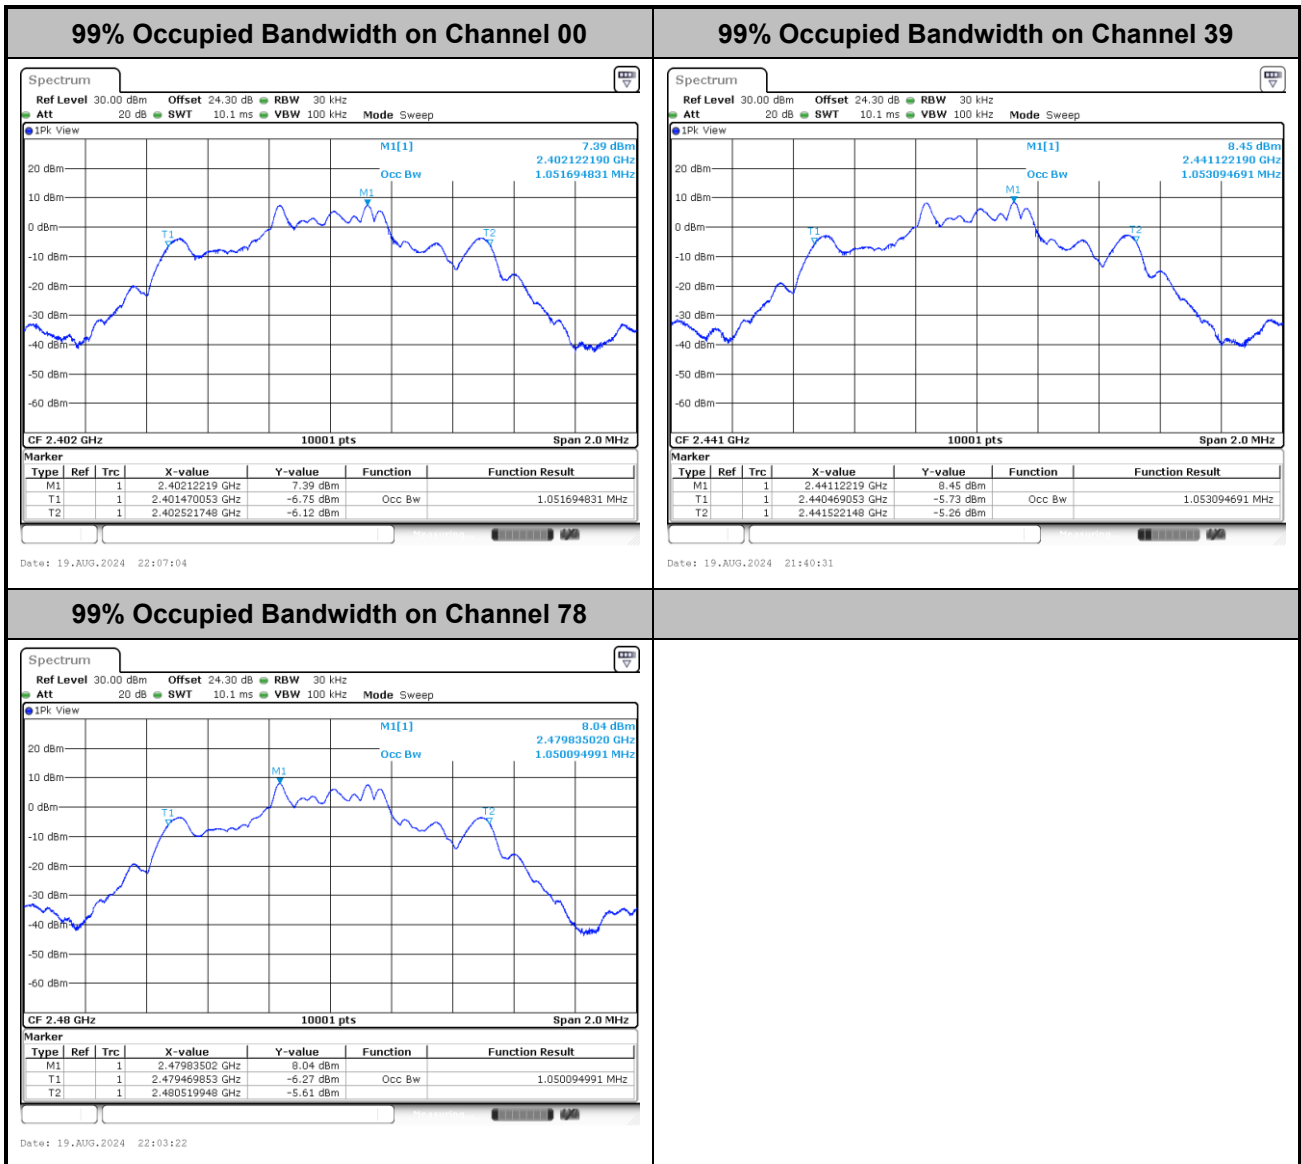 99% Occupied Bandwidth on Channel 00
Spectrum
Ref Level 30.00 dBm Offset 24.30 dB RBW 30 kHz
Att 20 dB SWT 10.1 ms VBW 100 kHz Mode Sweep
1Pk View
M1[1] 7.39 dBm
2.402122190 GHz
Occ Bw 1.051694831 MHz
20 dBm
10 dBm
0 dBm
-10 dBm
-20 dBm
-30 dBm
-40 dBm
-50 dBm
-60 dBm
M1
T1
T2
CF 2.402 GHz 10001 pts Span 2.0 MHz
Marker
Type Ref Trc X-value Y-value Function Function Result
M1 1 2.40212219 GHz 7.39 dBm
T1 1 2.401470053 GHz -6.75 dBm Occ Bw 1.051694831 MHz
T2 1 2.402521748 GHz -6.12 dBm
Measuring...
Date: 19.AUG.2024 22:07:04
99% Occupied Bandwidth on Channel 39
Spectrum
Ref Level 30.00 dBm Offset 24.30 dB RBW 30 kHz
Att 20 dB SWT 10.1 ms VBW 100 kHz Mode Sweep
1Pk View
M1[1] 8.45 dBm
2.441122190 GHz
Occ Bw 1.053094691 MHz
20 dBm
10 dBm
0 dBm
-10 dBm
-20 dBm
-30 dBm
-40 dBm
-50 dBm
-60 dBm
M1
T1
T2
CF 2.441 GHz 10001 pts Span 2.0 MHz
Marker
Type Ref Trc X-value Y-value Function Function Result
M1 1 2.44112219 GHz 8.45 dBm
T1 1 2.440469053 GHz -5.73 dBm Occ Bw 1.053094691 MHz
T2 1 2.441522148 GHz -5.26 dBm
Measuring...
Date: 19.AUG.2024 21:40:31
99% Occupied Bandwidth on Channel 78
Spectrum
Ref Level 30.00 dBm Offset 24.30 dB RBW 30 kHz
Att 20 dB SWT 10.1 ms VBW 100 kHz Mode Sweep
1Pk View
M1[1] 8.04 dBm
2.479835020 GHz
Occ Bw 1.050094991 MHz
20 dBm
10 dBm
0 dBm
-10 dBm
-20 dBm
-30 dBm
-40 dBm
-50 dBm
-60 dBm
M1
T1
T2
CF 2.48 GHz 10001 pts Span 2.0 MHz
Marker
Type Ref Trc X-value Y-value Function Function Result
M1 1 2.47983502 GHz 8.04 dBm
T1 1 2.479469853 GHz -6.27 dBm Occ Bw 1.050094991 MHz
T2 1 2.480519948 GHz -5.61 dBm
Measuring...
Date: 19.AUG.2024 22:03:22